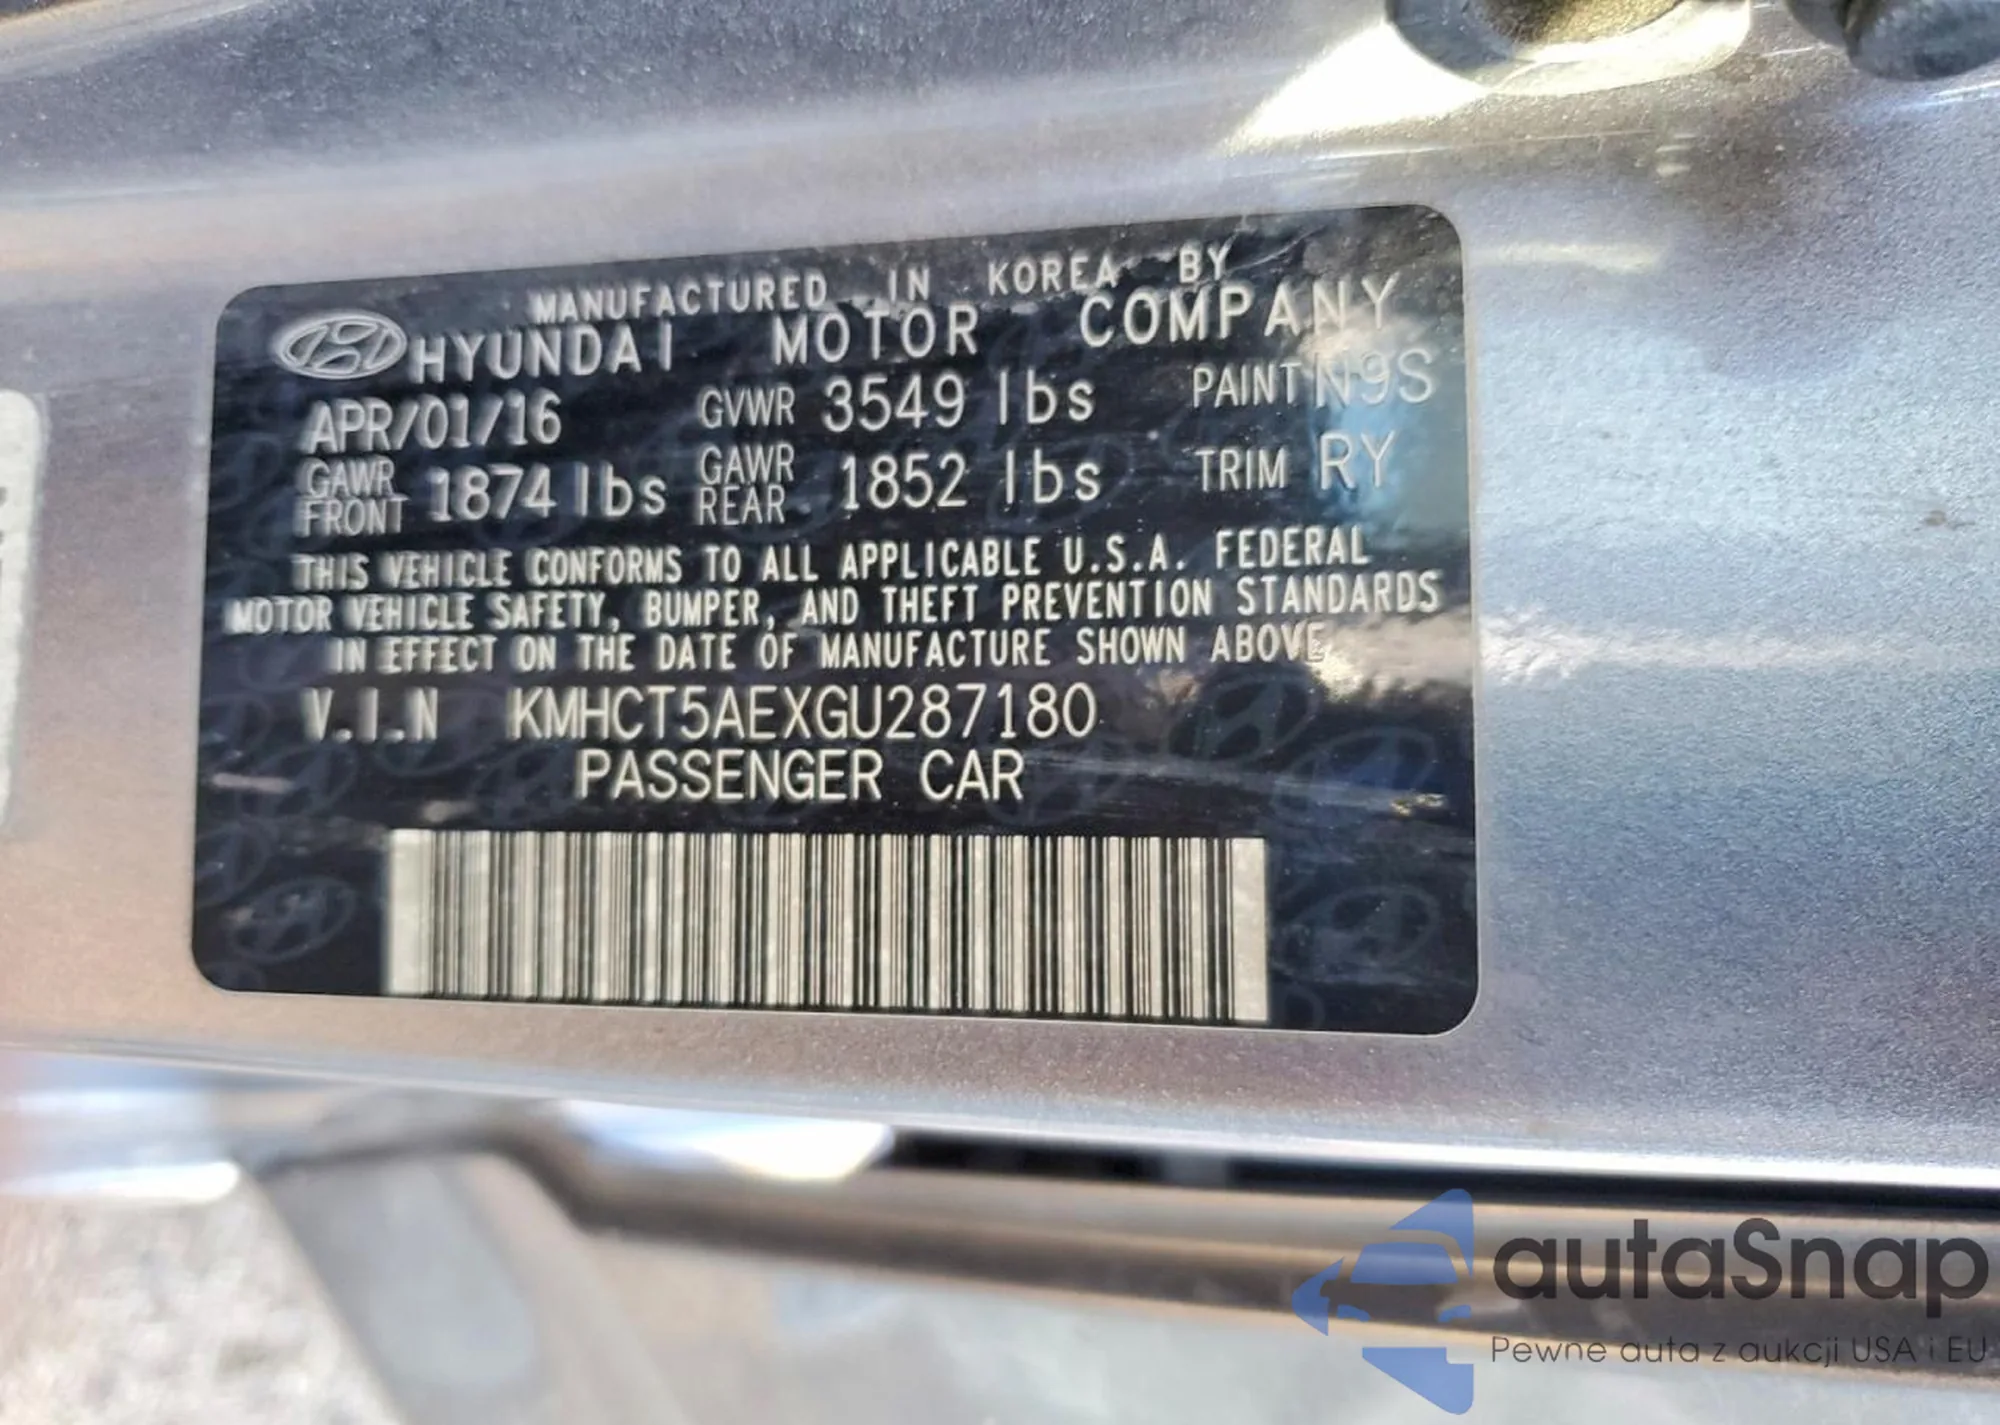 MANUFACTURED IN KOREA BY
HYUNDAI MOTOR COMPANY
APR/01/16 GVWR 3549 lbs PAINT N9S
GAWR FRONT 1874 lbs GAWR REAR 1852 lbs TRIM RY
THIS VEHICLE CONFORMS TO ALL APPLICABLE U.S.A. FEDERAL
MOTOR VEHICLE SAFETY, BUMPER, AND THEFT PREVENTION STANDARDS
IN EFFECT ON THE DATE OF MANUFACTURE SHOWN ABOVE
V.I.N KMHCT5AEXGU287180
PASSENGER CAR
autaSnap
Pewne auta z aukcji USA i EU